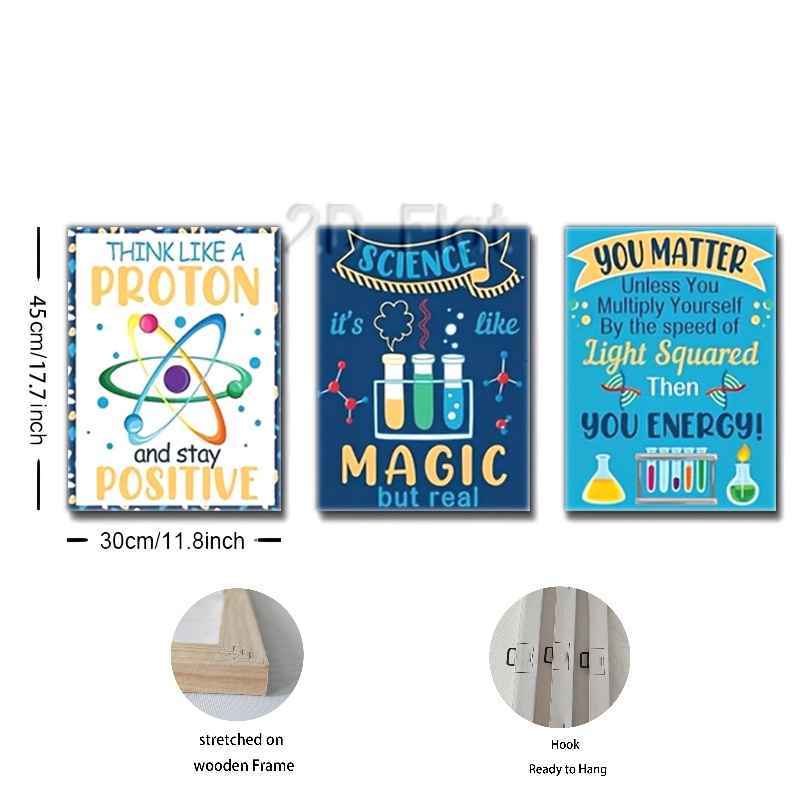 2D Flat
45cm/17.7inch
THINK LIKE A
PROTON
and stay
POSITIVE
30cm/11.8inch
SCIENCE
it's like
MAGIC
but real
YOU MATTER
Unless You
Multiply Yourself
By the speed of
Light Squared
Then
YOU ENERGY!
stretched on
wooden Frame
Hook
Ready to Hang